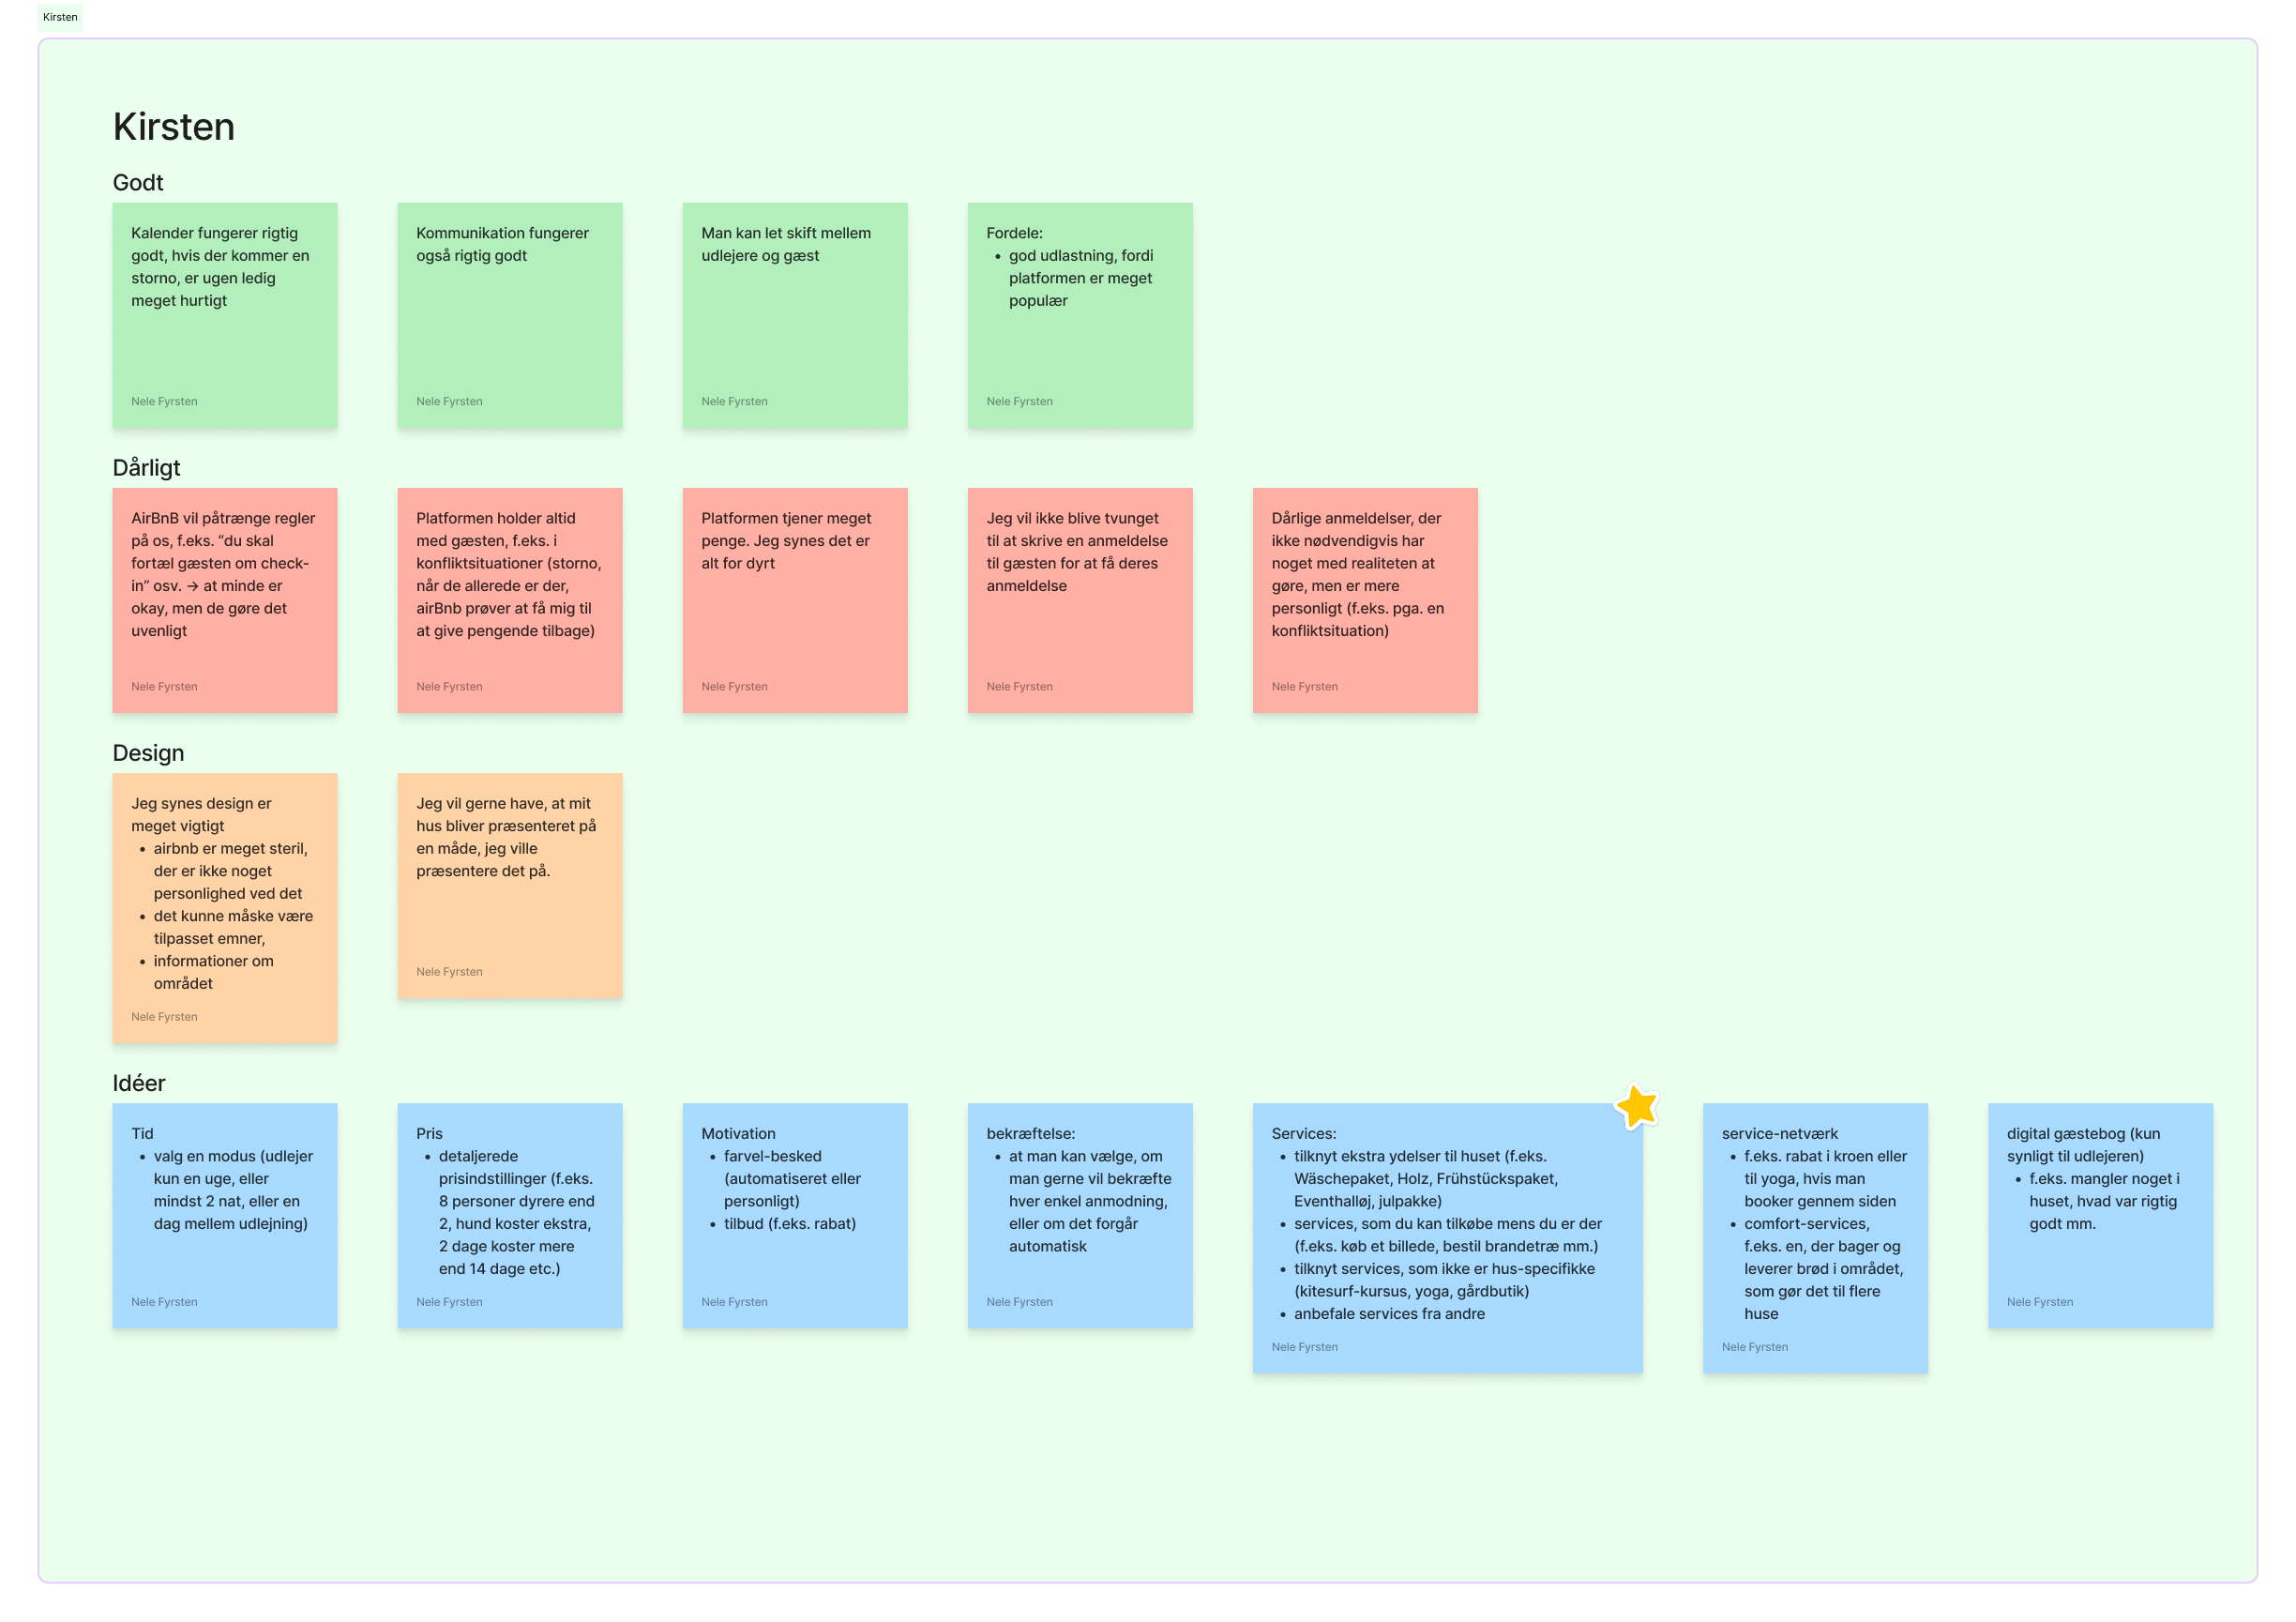 Kirsten
Kirsten
Godt
Kalender fungerer rigtig
godt, hvis der kommer en
storno, er ugen ledig
meget hurtigt
Nele Fyrsten
Kommunikation fungerer
også rigtig godt
Nele Fyrsten
Man kan let skift mellem
udlejere og gæst
Nele Fyrsten
Fordele:
• god udlastning, fordi
platformen er meget
populær
Nele Fyrsten
Dårligt
AirBnB vil påtrænge regler
på os, f.eks. “du skal
fortæl gæsten om check-
in” osv. → at minde er
okay, men de gøre det
uvenligt
Nele Fyrsten
Platformen holder altid
med gæsten, f.eks. i
konfliktsituationer (storno,
når de allerede er der,
airBnb prøver at få mig til
at give pengende tilbage)
Nele Fyrsten
Platformen tjener meget
penge. Jeg synes det er
alt for dyrt
Nele Fyrsten
Jeg vil ikke blive tvunget
til at skrive en anmeldelse
til gæsten for at få deres
anmeldelse
Nele Fyrsten
Dårlige anmeldelser, der
ikke nødvendigvis har
noget med realiteten at
gøre, men er mere
personligt (f.eks. pga. en
konfliktsituation)
Nele Fyrsten
Design
Jeg synes design er
meget vigtigt
• airbnb er meget steril,
der er ikke noget
personlighed ved det
• det kunne måske være
tilpasset emner,
• informationer om
området
Nele Fyrsten
Jeg vil gerne have, at mit
hus bliver præsenteret på
en måde, jeg ville
præsentere det på.
Nele Fyrsten
Idéer
Tid
• valg en modus (udlejer
kun en uge, eller
mindst 2 nat, eller en
dag mellem udlejning)
Nele Fyrsten
Pris
• detaljerede
prisindstillinger (f.eks.
8 personer dyrere end
2, hund koster ekstra,
2 dage koster mere
end 14 dage etc.)
Nele Fyrsten
Motivation
• farvel-besked
(automatiseret eller
personligt)
• tilbud (f.eks. rabat)
Nele Fyrsten
bekræftelse:
• at man kan vælge, om
man gerne vil bekræfte
hver enkel anmodning,
eller om det forgår
automatisk
Nele Fyrsten
Services:
• tilknyt ekstra ydelser til huset (f.eks.
Wäschepaket, Holz, Frühstückspaket,
Eventhalløj, julpakke)
• services, som du kan tilkøbe mens du er der
(f.eks. køb et billede, bestil brandetræ mm.)
• tilknyt services, som ikke er hus-specifikke
(kitesurf-kursus, yoga, gårdbutik)
• anbefale services fra andre
Nele Fyrsten
service-netværk
• f.eks. rabat i kroen eller
til yoga, hvis man
booker gennem siden
• comfort-services,
f.eks. en, der bager og
leverer brød i området,
som gør det til flere
huse
Nele Fyrsten
digital gæstebog (kun
synligt til udlejeren)
• f.eks. mangler noget i
huset, hvad var rigtig
godt mm.
Nele Fyrsten